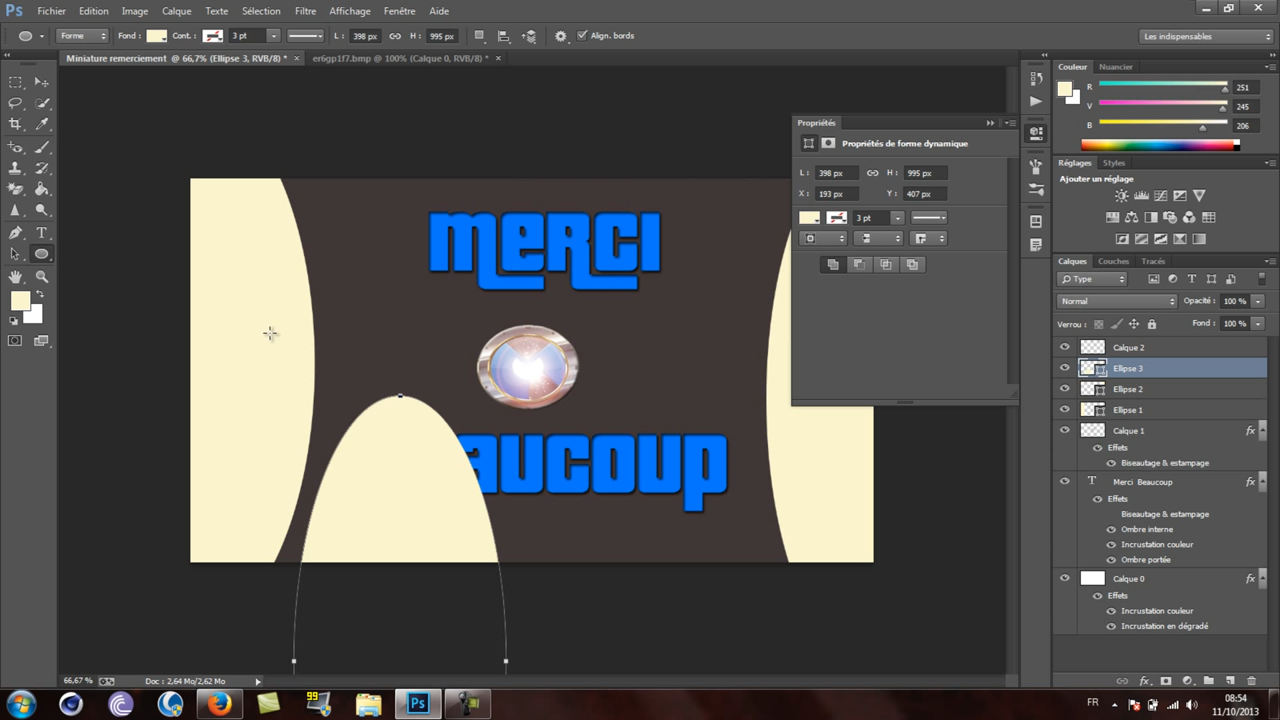 Ps Fichier Edition Image Calque Texte Sélection Filtre Affichage Fenêtre Aide
Forme Fond : Cont. : 3 pt L : 398 px H : 995 px Align. bords Les indispensables
Miniature remerciement @ 66,7% (Ellipse 3, RVB/8) * × er6gp1f7.bmp @ 100% (Calque 0, RVB/8) * ×
Couleur Nuancier
R 251
V 245
B 206
Propriétés
Propriétés de forme dynamique
L : 398 px H : 995 px
X : 193 px Y : 407 px
3 pt
Réglages Styles
Ajouter un réglage
merci
aucoup
Calques Couches Tracés
Type
Normal Opacité : 100 %
Verrou : Fond : 100 %
Calque 2
Ellipse 3
Ellipse 2
Ellipse 1
Calque 1 fx
Effets
Biseautage & estampage
T Merci Beaucoup fx
Effets
Biseautage & estampage
Ombre interne
Incrustation couleur
Ombre portée
Calque 0 fx
Effets
Incrustation couleur
Incrustation en dégradé
66,67 % Doc : 2,64 Mo/2,62 Mo
fx
99
Ps
FR 08:54
11/10/2013